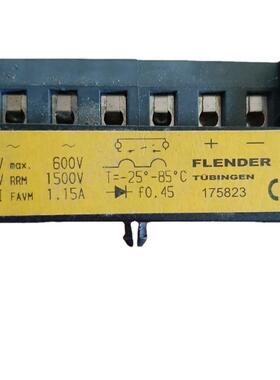 ~ ~ + −
V max. 600V
V RRM 1500V
I FAVM 1.15A
T=-25°-85°C
f0.45
FLENDER
TÜBINGEN
175823